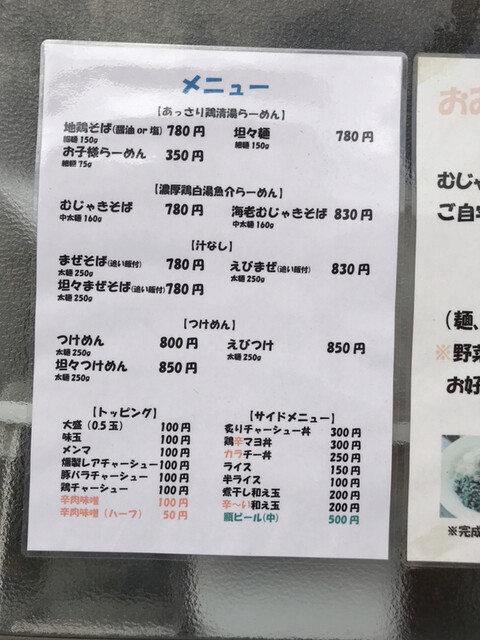 メニュー
【あっさり鶏清湯らーめん】
地鶏そば(醤油 or 塩) 780円 坦々麺 780円
細麺 150g 細麺 150g
お子様らーめん 350円
細麺 75g
【濃厚鶏白湯魚介らーめん】
むじゃきそば 780円 海老むじゃきそば 830円
中太麺 160g 中太麺 160g
【汁なし】
まぜそば(追い飯付) 780円 えびまぜ(追い飯付) 830円
太麺 250g 太麺 250g
坦々まぜそば(追い飯付) 780円
太麺 250g
【つけめん】
つけめん 800円 えびつけ 850円
太麺 250g 太麺 250g
坦々つけめん 850円
太麺 250g
【トッピング】
大盛（0.5玉） 100円
味玉 100円
メンマ 100円
燻製レアチャーシュー 100円
豚バラチャーシュー 100円
鶏チャーシュー 100円
辛肉味噌 100円
辛肉味噌（ハーフ） 50円
【サイドメニュー】
炙りチャーシュー丼 300円
鶏辛マヨ丼 300円
カラチー丼 250円
ライス 150円
半ライス 100円
煮干し和え玉 200円
辛〜い和え玉 200円
瓶ビール(中) 500円
むじゃ
ご自宅
（麺、
※野菜
お好
※完成